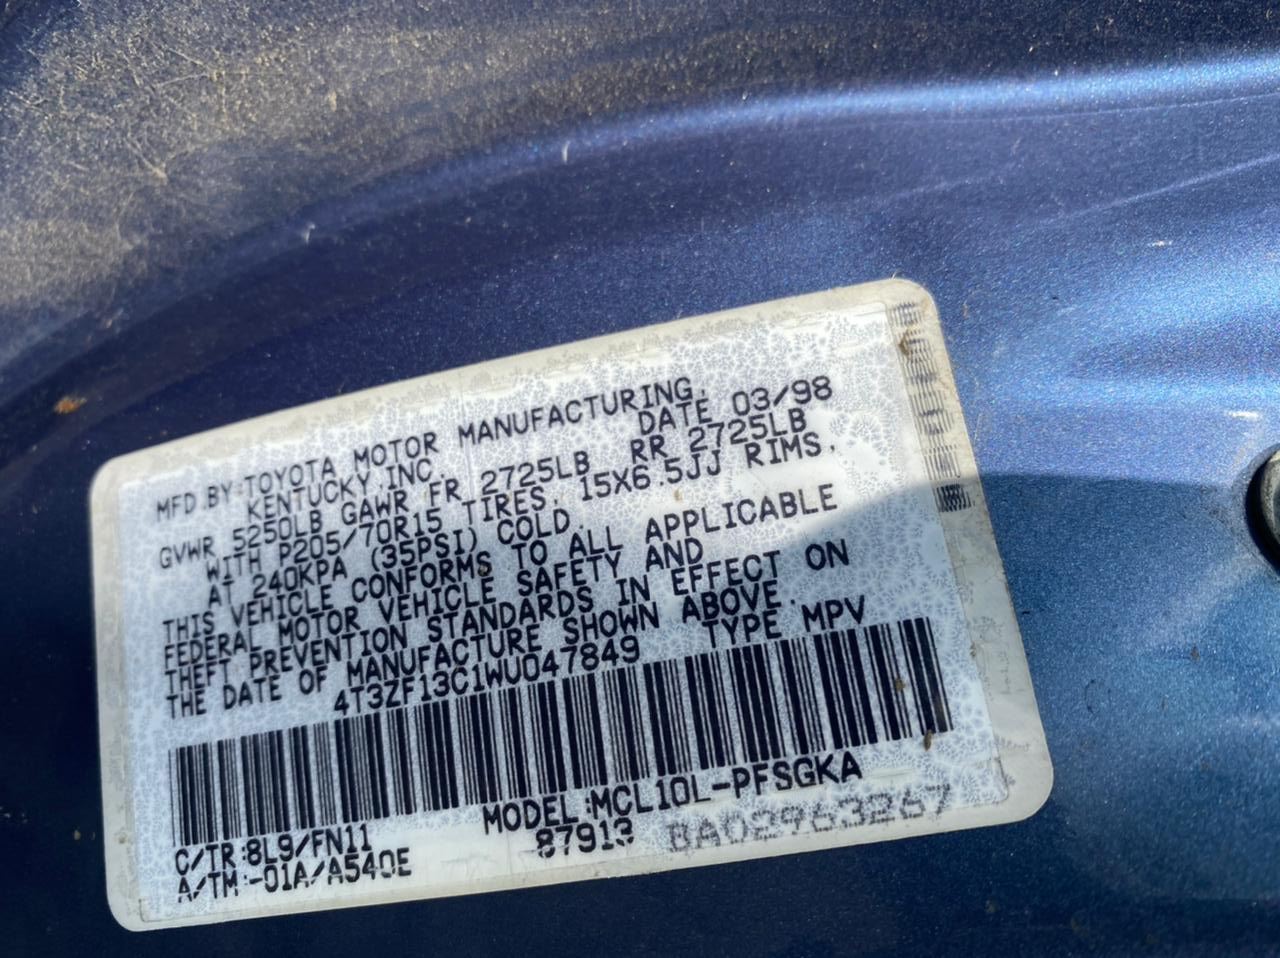 MFD.BY:TOYOTA MOTOR MANUFACTURING,
KENTUCKY,INC. DATE 03/98
GVWR 5250LB GAWR FR 2725LB RR 2725LB
WITH P205/70R15 TIRES, 15X6.5JJ RIMS,
AT 240KPA (35PSI) COLD.
THIS VEHICLE CONFORMS TO ALL APPLICABLE
FEDERAL MOTOR VEHICLE SAFETY AND
THEFT PREVENTION STANDARDS IN EFFECT ON
THE DATE OF MANUFACTURE SHOWN ABOVE.
4T3ZF13C1WU047849 TYPE MPV
C/TR:8L9/FN11 MODEL:MCL10L-PFSGKA
A/TM:-01A/A540E 87913 BA02963267